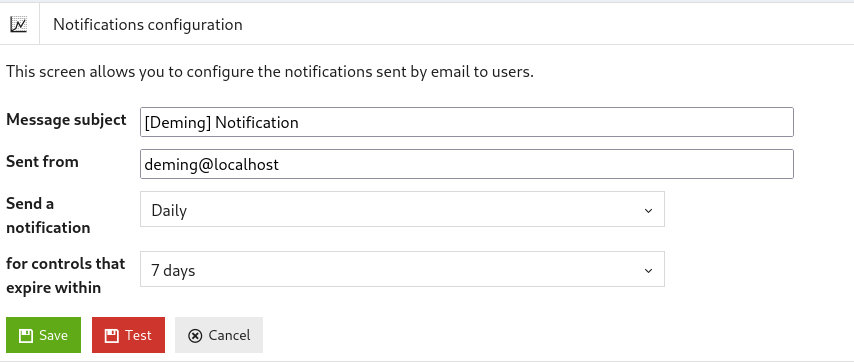 Notifications configuration
This screen allows you to configure the notifications sent by email to users.
Message subject [Deming] Notification
Sent from deming@localhost
Send a
notification Daily
for controls that
expire within 7 days
Save Test Cancel